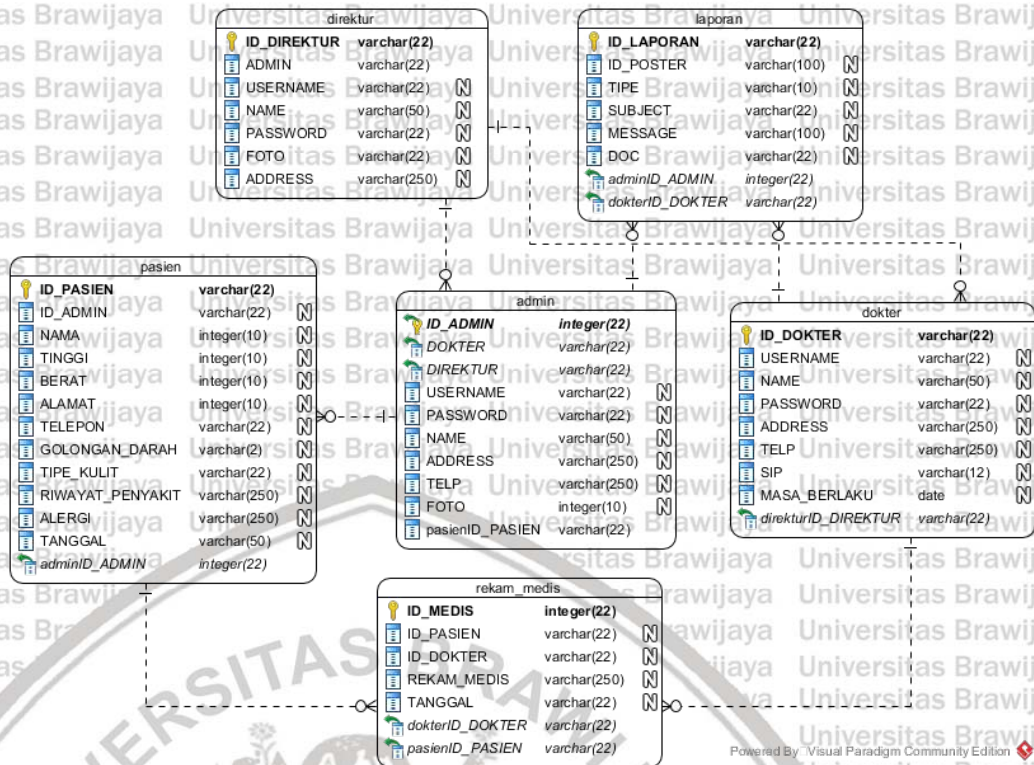 direktur
ID_DIREKTUR varchar(22)
ADMIN varchar(22)
USERNAME varchar(22) N
NAME varchar(50) N
PASSWORD varchar(22) N
FOTO varchar(22) N
ADDRESS varchar(250) N
laporan
ID_LAPORAN varchar(22)
ID_POSTER varchar(100) N
TIPE varchar(10) N
SUBJECT varchar(22) N
MESSAGE varchar(100) N
DOC varchar(22) N
adminID_ADMIN integer(22)
dokterID_DOKTER varchar(22)
pasien
ID_PASIEN varchar(22)
ID_ADMIN varchar(22) N
NAMA integer(10) N
TINGGI integer(10) N
BERAT integer(10) N
ALAMAT integer(10) N
TELEPON varchar(22) N
GOLONGAN_DARAH varchar(2) N
TIPE_KULIT varchar(22) N
RIWAYAT_PENYAKIT varchar(250) N
ALERGI varchar(250) N
TANGGAL varchar(50) N
adminID_ADMIN integer(22)
admin
ID_ADMIN integer(22)
DOKTER varchar(22)
DIREKTUR varchar(22)
USERNAME varchar(22) N
PASSWORD varchar(22) N
NAME varchar(50) N
ADDRESS varchar(250) N
TELP varchar(250) N
FOTO integer(10) N
pasienID_PASIEN varchar(22)
dokter
ID_DOKTER varchar(22)
USERNAME varchar(22) N
NAME varchar(50) N
PASSWORD varchar(22) N
ADDRESS varchar(250) N
TELP varchar(250) N
SIP varchar(12) N
MASA_BERLAKU date N
direkturID_DIREKTUR varchar(22)
rekam_medis
ID_MEDIS integer(22)
ID_PASIEN varchar(22) N
ID_DOKTER varchar(22) N
REKAM_MEDIS varchar(250) N
TANGGAL varchar(22) N
dokterID_DOKTER varchar(22)
pasienID_PASIEN varchar(22)
Powered By Visual Paradigm Community Edition
Universitas Brawijaya